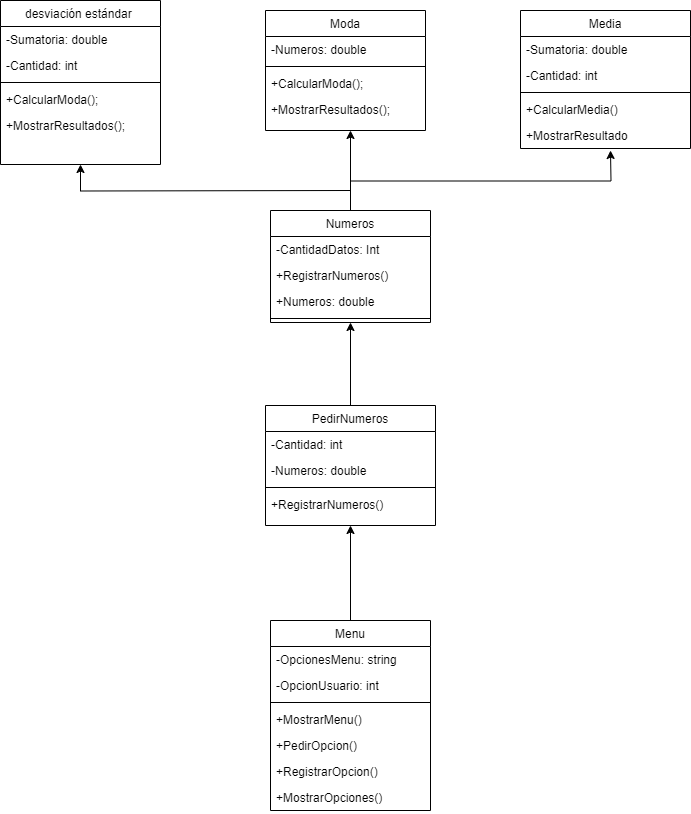 desviación estándar
-Sumatoria: double
-Cantidad: int
+CalcularModa();
+MostrarResultados();
Moda
-Numeros: double
+CalcularModa();
+MostrarResultados();
Media
-Sumatoria: double
-Cantidad: int
+CalcularMedia()
+MostrarResultado
Numeros
-CantidadDatos: Int
+RegistrarNumeros()
+Numeros: double
PedirNumeros
-Cantidad: int
-Numeros: double
+RegistrarNumeros()
Menu
-OpcionesMenu: string
-OpcionUsuario: int
+MostrarMenu()
+PedirOpcion()
+RegistrarOpcion()
+MostrarOpciones()